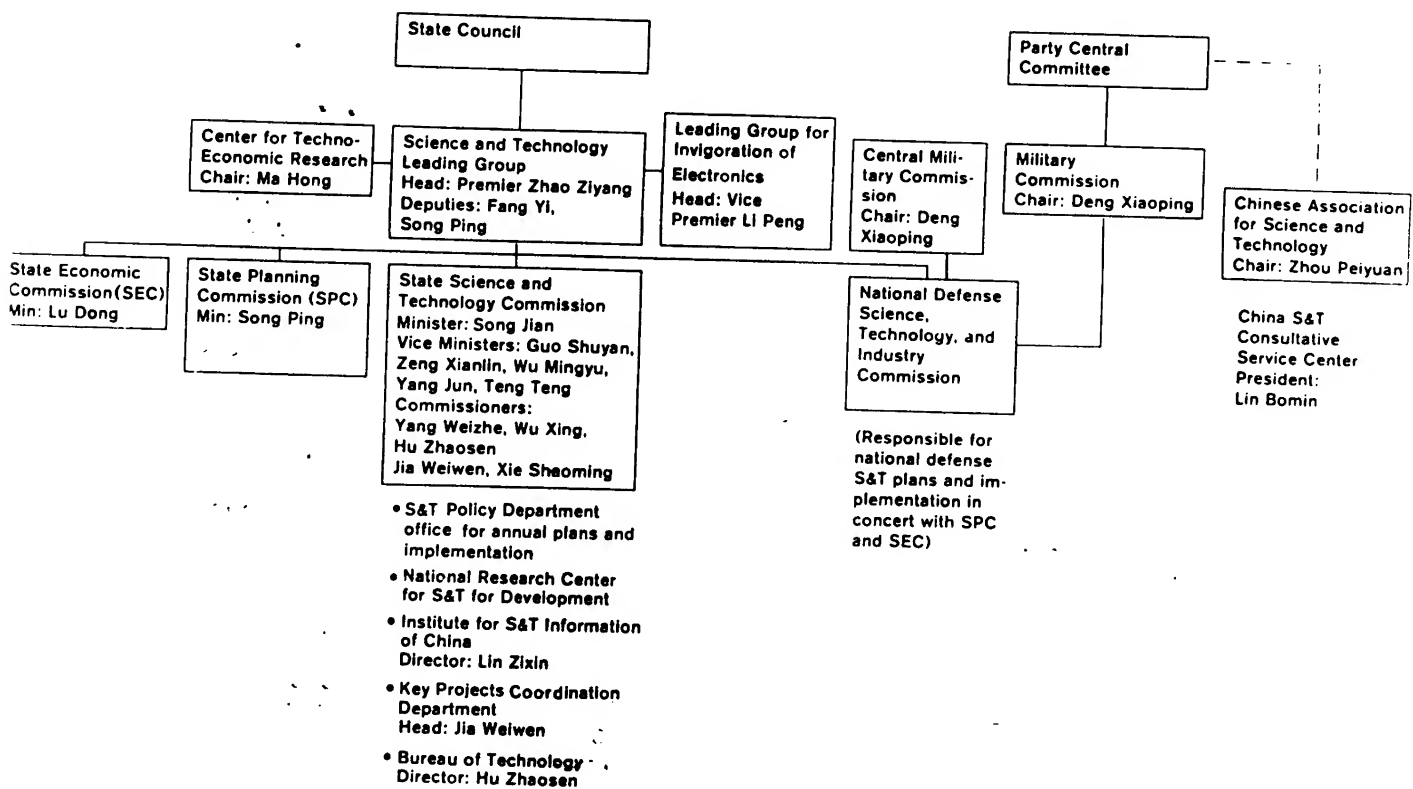 State Council
Party Central
Committee
Center for Techno-
Economic Research
Chair: Ma Hong
Science and Technology
Leading Group
Head: Premier Zhao Ziyang
Deputies: Fang Yi,
Song Ping
Leading Group for
Invigoration of
Electronics
Head: Vice
Premier Li Peng
Central Mili-
tary Commis-
sion
Chair: Deng
Xiaoping
Military
Commission
Chair: Deng Xiaoping
Chinese Association
for Science and
Technology
Chair: Zhou Peiyuan
State Economic
Commission (SEC)
Min: Lu Dong
State Planning
Commission (SPC)
Min: Song Ping
State Science and
Technology Commission
Minister: Song Jian
Vice Ministers: Guo Shuyan,
Zeng Xianlin, Wu Mingyu,
Yang Jun, Teng Teng
Commissioners:
Yang Weizhe, Wu Xing,
Hu Zhaosen
Jia Weiwen, Xie Shaoming
National Defense
Science,
Technology, and
Industry
Commission
China S&T
Consultative
Service Center
President:
Lin Bomin
(Responsible for
national defense
S&T plans and im-
plementation in
concert with SPC
and SEC)
• S&T Policy Department
office for annual plans and
implementation
• National Research Center
for S&T for Development
• Institute for S&T Information
of China
Director: Lin Zixin
• Key Projects Coordination
Department
Head: Jia Weiwen
• Bureau of Technology
Director: Hu Zhaosen